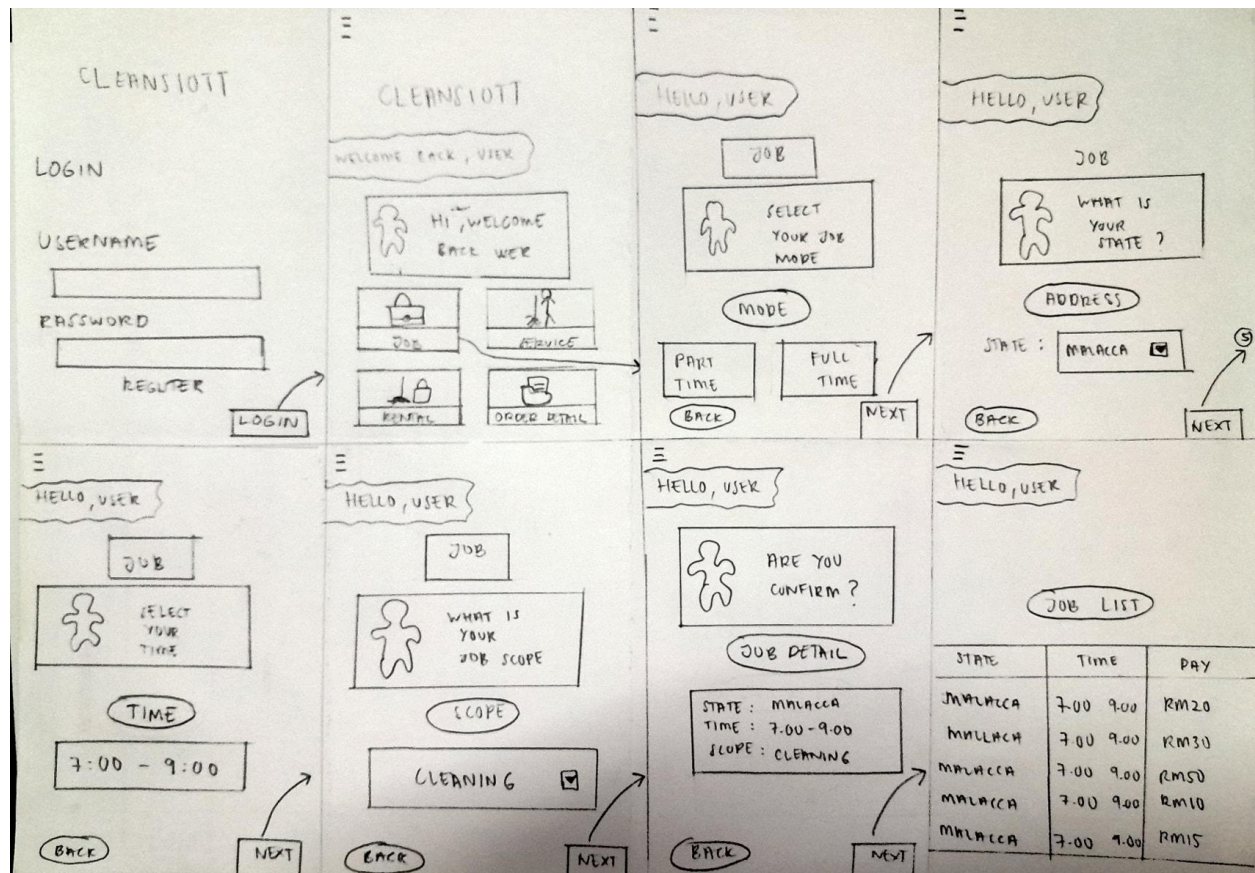 CLEANSIOTT
LOGIN
USERNAME
PASSWORD
REGISTER
LOGIN
CLEANSIOTT
WELCOME BACK, USER
HI, WELCOME
BACK USER
JOB
SERVICE
RENTAL
ORDER DETAIL
HELLO, USER
JOB
SELECT
YOUR JOB
MODE
MODE
PART
TIME
FULL
TIME
BACK
NEXT
HELLO, USER
JOB
WHAT IS
YOUR
STATE ?
ADDRESS
STATE : MALACCA
5
BACK
NEXT
HELLO, USER
JOB
SELECT
YOUR
TIME
TIME
7:00 - 9:00
BACK
NEXT
HELLO, USER
JOB
WHAT IS
YOUR
JOB SCOPE
SCOPE
CLEANING
BACK
NEXT
HELLO, USER
ARE YOU
CONFIRM ?
JOB DETAIL
STATE : MALACCA
TIME : 7.00 - 9.00
SCOPE : CLEANING
BACK
NEXT
HELLO, USER
JOB LIST
STATE TIME PAY
MALACCA 7.00 9.00 RM20
MALLACA 7.00 9.00 RM30
MALACCA 7.00 9.00 RM50
MALACCA 7.00 9.00 RM10
MALACCA 7.00 9.00 RM15